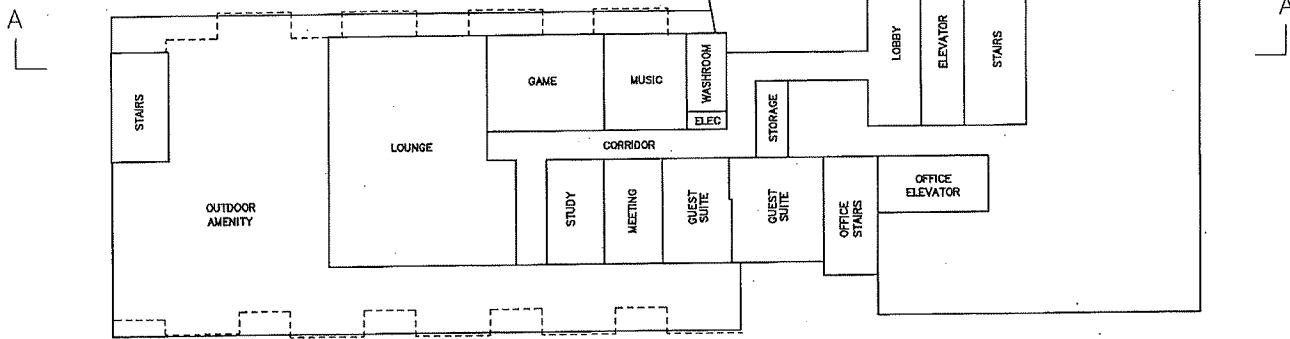 A
A
LOBBY
ELEVATOR
STAIRS
STAIRS
LOUNGE
GAME
MUSIC
WASHROOM
ELEC
STORAGE
CORRIDOR
OUTDOOR
AMENITY
STUDY
MEETING
GUEST
SUITE
GUEST
SUITE
OFFICE
STAIRS
OFFICE
ELEVATOR